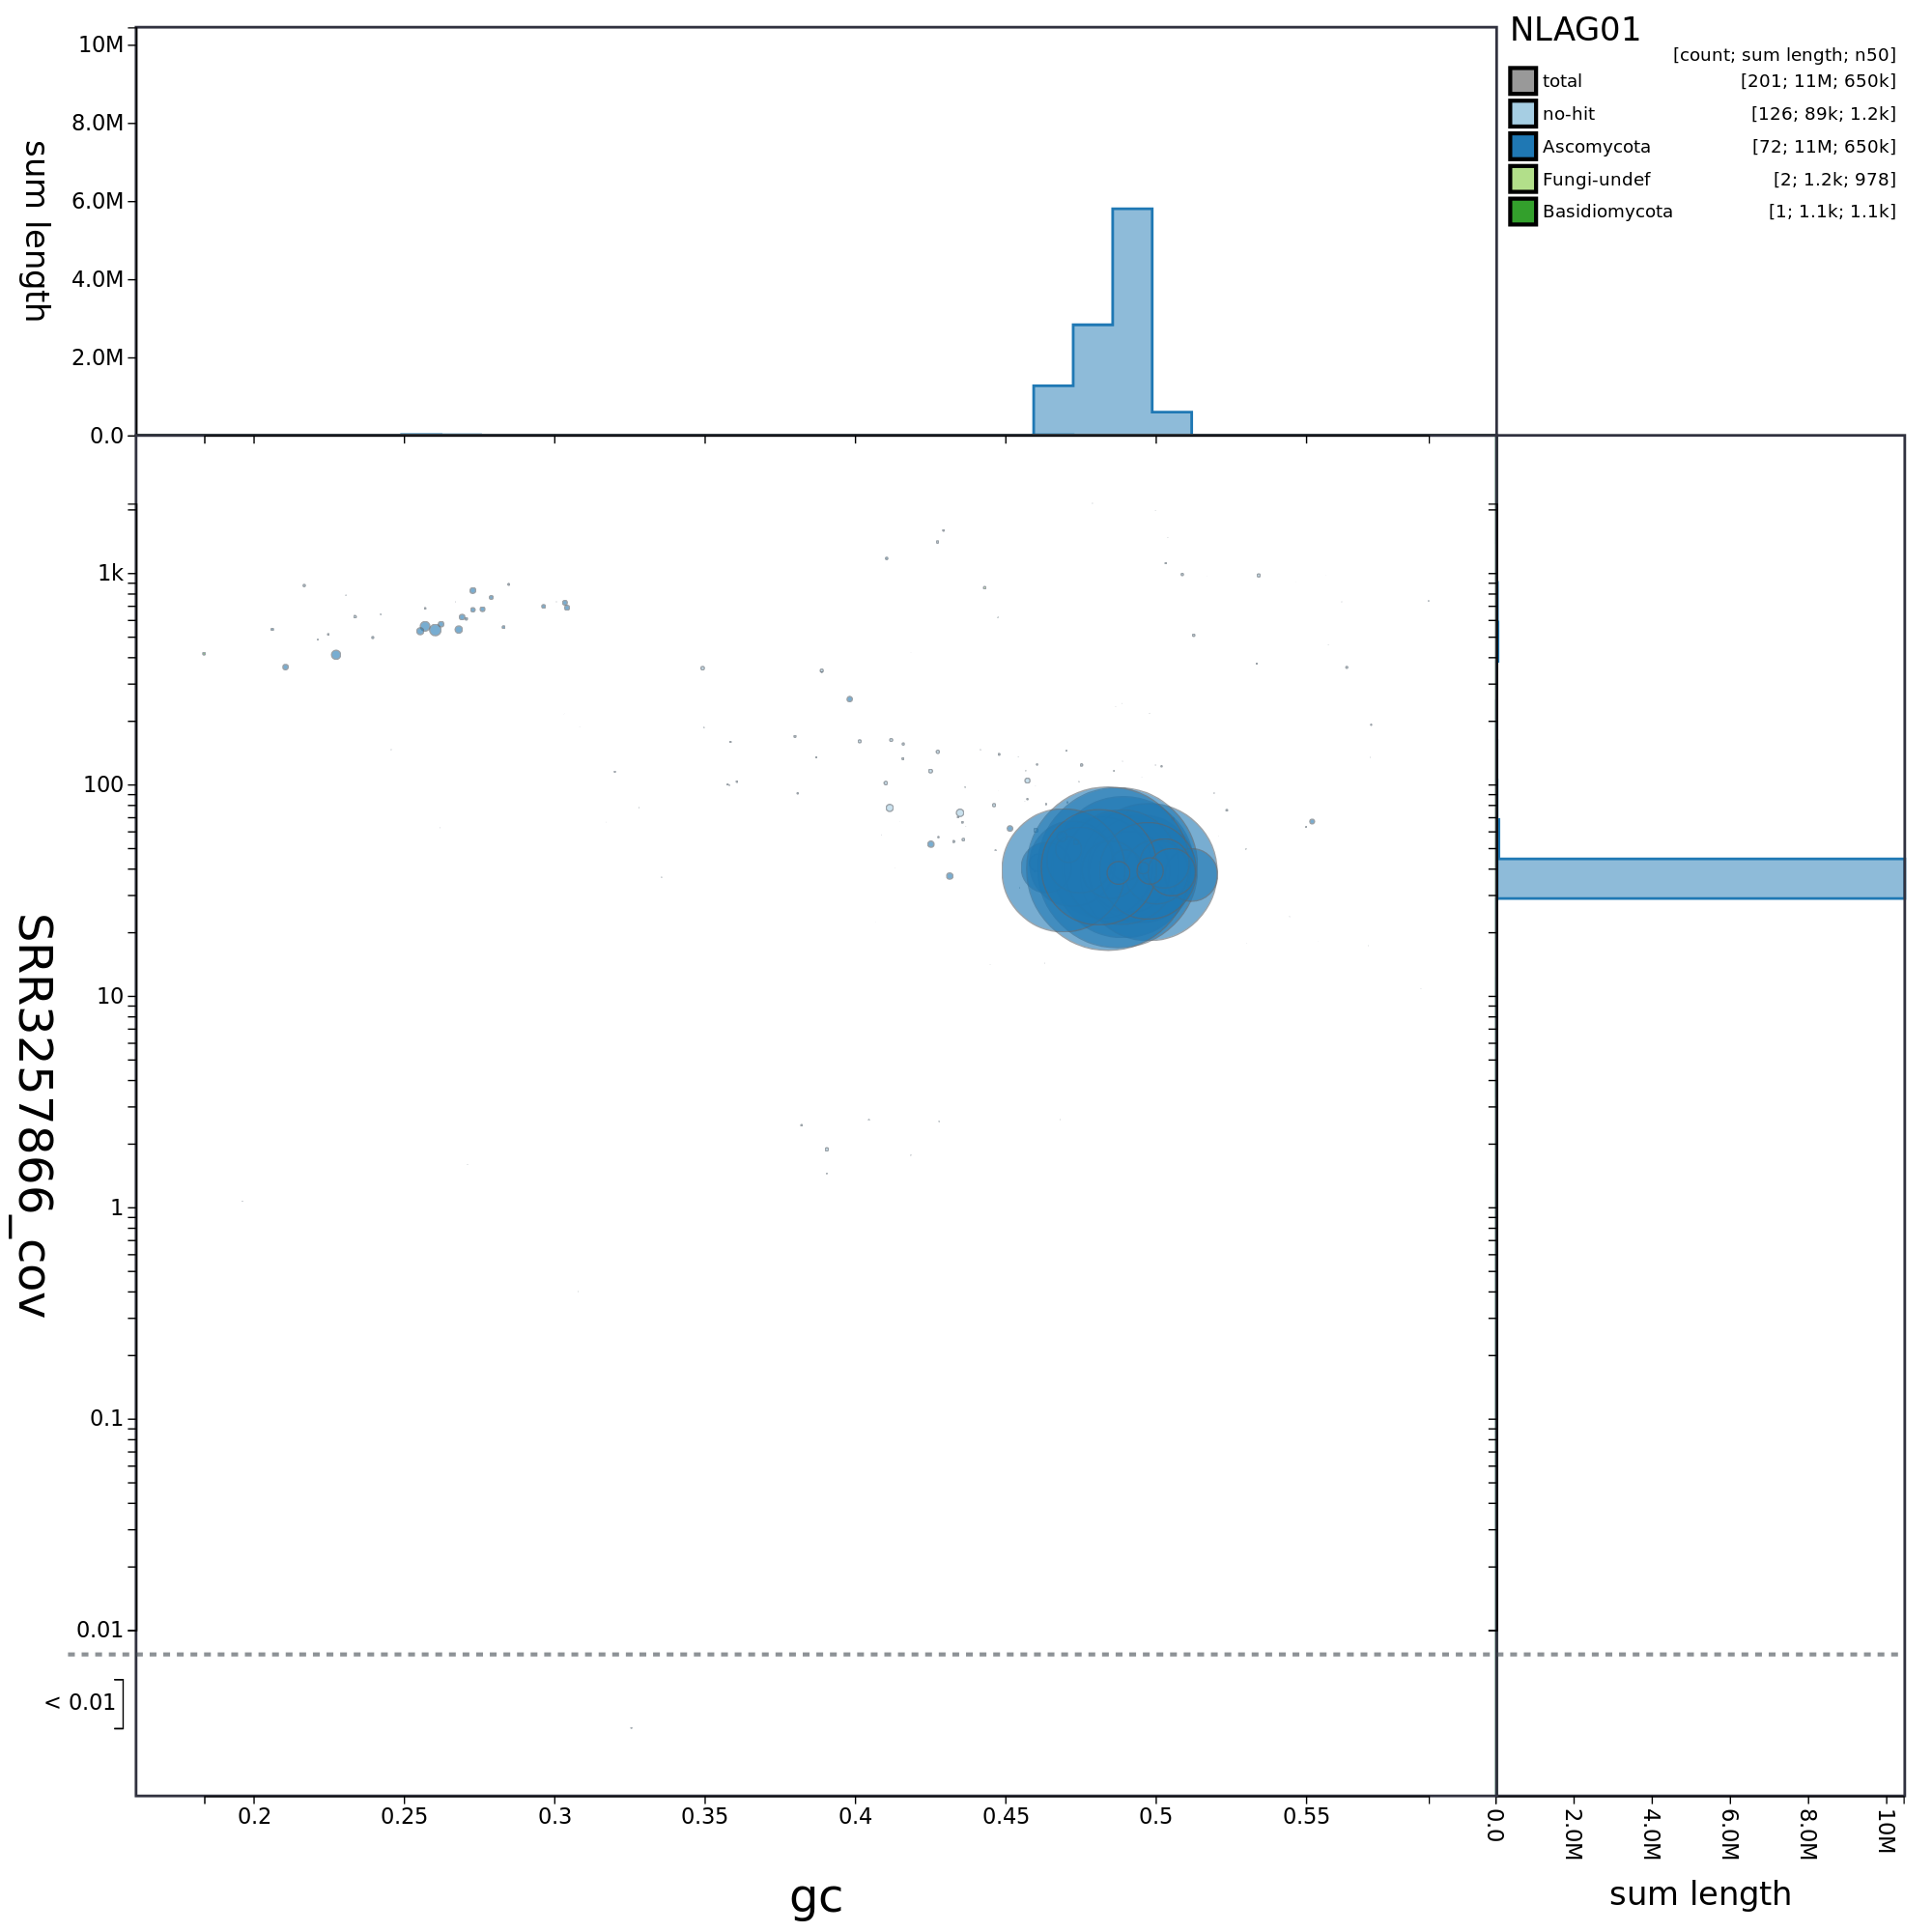 NLAG01
[count; sum length; n50]
total [201; 11M; 650k]
no-hit [126; 89k; 1.2k]
Ascomycota [72; 11M; 650k]
Fungi-undef [2; 1.2k; 978]
Basidiomycota [1; 1.1k; 1.1k]
sum length
10M
8.0M
6.0M
4.0M
2.0M
0.0
SRR3257866_cov
1k
100
10
1
0.1
0.01
< 0.01
0.2 0.25 0.3 0.35 0.4 0.45 0.5 0.55
gc
0.0 2.0M 4.0M 6.0M 8.0M 10M
sum length